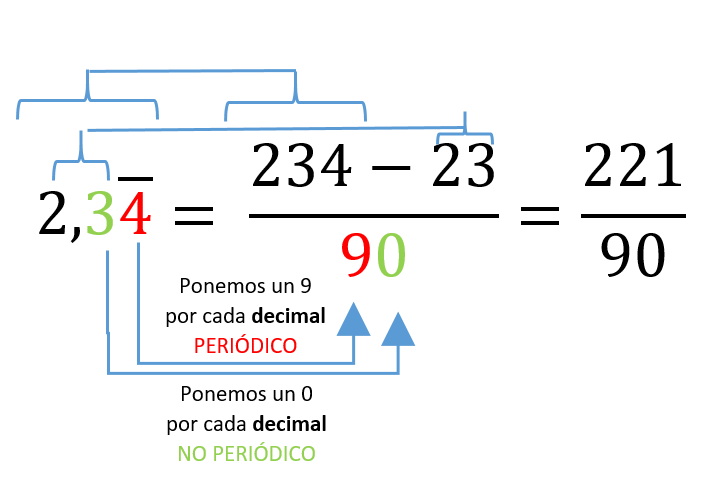 2,34̅ = (234 − 23)/90 = 221/90
Ponemos un 9
por cada decimal
PERIÓDICO
Ponemos un 0
por cada decimal
NO PERIÓDICO